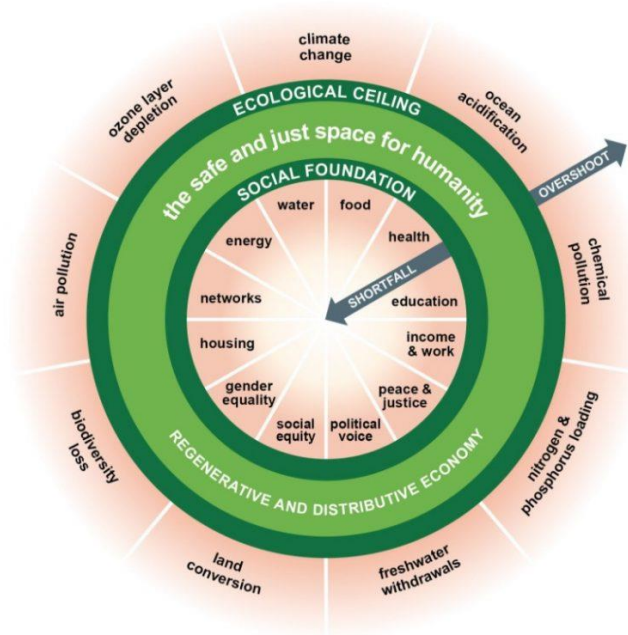 climate
change
ocean
acidification
chemical
pollution
nitrogen &
phosphorus loading
freshwater
withdrawals
land
conversion
biodiversity
loss
air pollution
ozone layer
depletion
OVERSHOOT
ECOLOGICAL CEILING
the safe and just space for humanity
SOCIAL FOUNDATION
water
food
health
SHORTFALL
education
income
& work
peace &
justice
political
voice
social
equity
gender
equality
housing
networks
energy
REGENERATIVE AND DISTRIBUTIVE ECONOMY